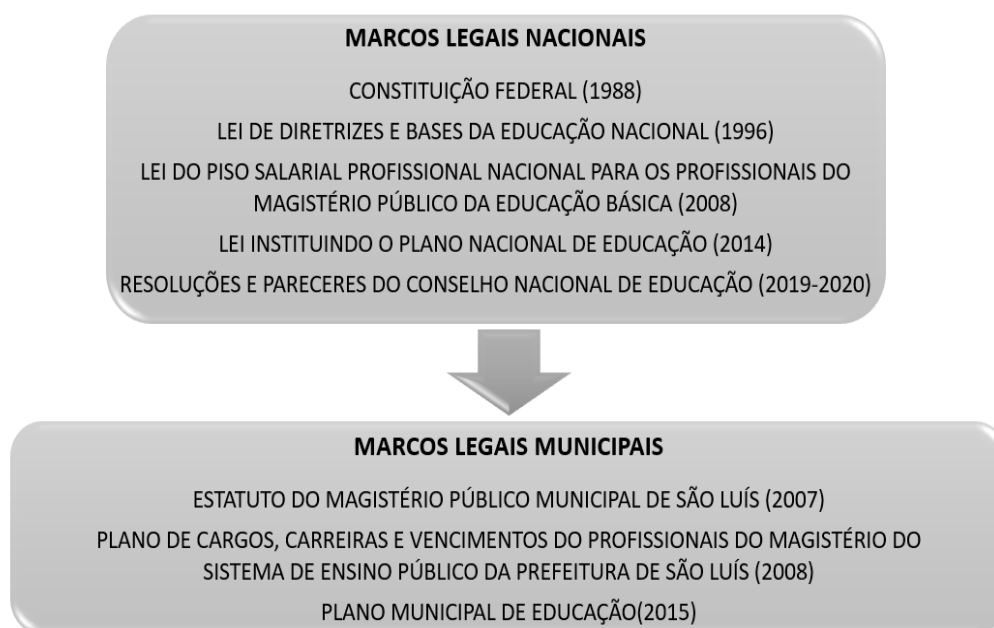 MARCOS LEGAIS NACIONAIS
CONSTITUIÇÃO FEDERAL (1988)
LEI DE DIRETRIZES E BASES DA EDUCAÇÃO NACIONAL (1996)
LEI DO PISO SALARIAL PROFISSIONAL NACIONAL PARA OS PROFISSIONAIS DO
MAGISTÉRIO PÚBLICO DA EDUCAÇÃO BÁSICA (2008)
LEI INSTITUINDO O PLANO NACIONAL DE EDUCAÇÃO (2014)
RESOLUÇÕES E PARECERES DO CONSELHO NACIONAL DE EDUCAÇÃO (2019-2020)
MARCOS LEGAIS MUNICIPAIS
ESTATUTO DO MAGISTÉRIO PÚBLICO MUNICIPAL DE SÃO LUÍS (2007)
PLANO DE CARGOS, CARREIRAS E VENCIMENTOS DO PROFISSIONAIS DO MAGISTÉRIO DO
SISTEMA DE ENSINO PÚBLICO DA PREFEITURA DE SÃO LUÍS (2008)
PLANO MUNICIPAL DE EDUCAÇÃO(2015)